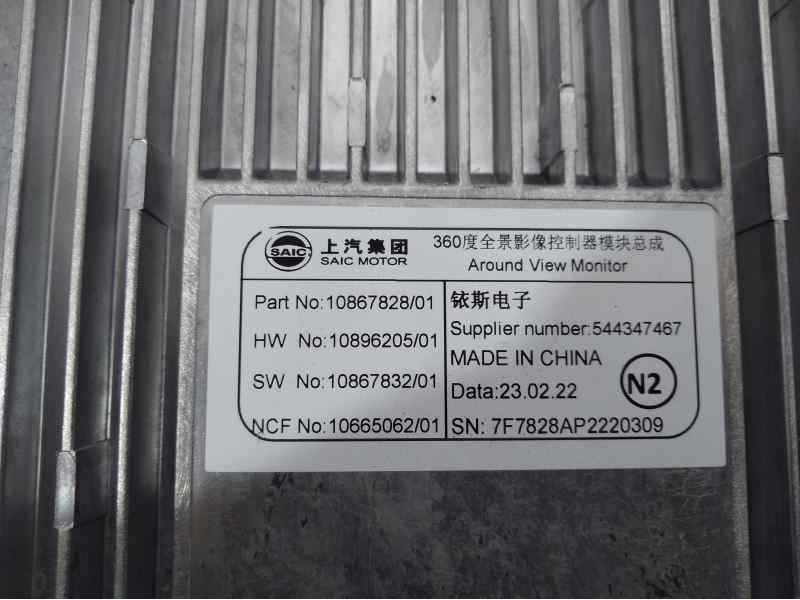 SAIC
上汽集团
SAIC MOTOR
360度全景影像控制器模块总成
Around View Monitor
Part No:10867828/01
HW No:10896205/01
SW No:10867832/01
NCF No:10665062/01
铱斯电子
Supplier number:544347467
MADE IN CHINA
Data:23.02.22
N2
SN: 7F7828AP2220309